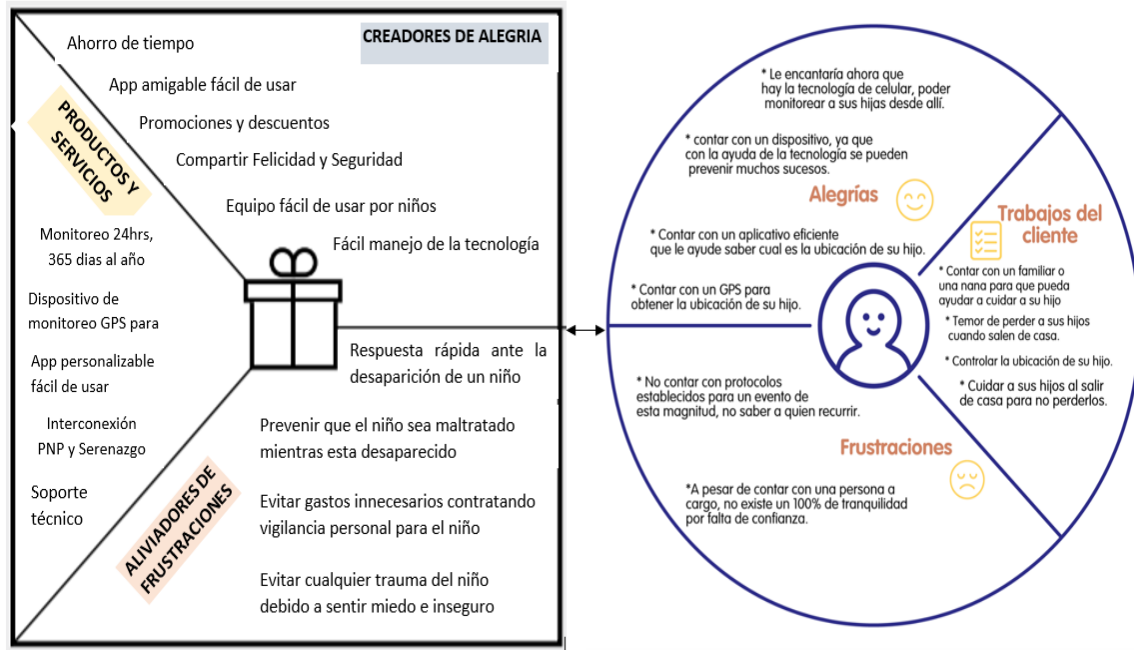 CREADORES DE ALEGRIA
Ahorro de tiempo
App amigable fácil de usar
Promociones y descuentos
Compartir Felicidad y Seguridad
Equipo fácil de usar por niños
Fácil manejo de la tecnología
PRODUCTOS Y
SERVICIOS
Monitoreo 24hrs,
365 dias al año
Dispositivo de
monitoreo GPS para
App personalizable
fácil de usar
Interconexión
PNP y Serenazgo
Soporte
técnico
ALIVIADORES DE
FRUSTRACIONES
Respuesta rápida ante la
desaparición de un niño
Prevenir que el niño sea maltratado
mientras esta desaparecido
Evitar gastos innecesarios contratando
vigilancia personal para el niño
Evitar cualquier trauma del niño
debido a sentir miedo e inseguro
* Le encantaría ahora que
hay la tecnología de celular, poder
monitorear a sus hijas desde allí.
* contar con un dispositivo, ya que
con la ayuda de la tecnología se pueden
prevenir muchos sucesos.
Alegrías
* Contar con un aplicativo eficiente
que le ayude saber cual es la ubicación de su hijo.
* Contar con un GPS para
obtener la ubicación de su hijo.
Trabajos del
cliente
* Contar con un familiar o
una nana para que pueda
ayudar a cuidar a su hijo
* Temor de perder a sus hijos
cuando salen de casa.
* Controlar la ubicación de su hijo.
* Cuidar a sus hijos al salir
de casa para no perderlos.
* No contar con protocolos
establecidos para un evento de
esta magnitud, no saber a quien recurrir.
Frustraciones
*A pesar de contar con una persona a
cargo, no existe un 100% de tranquilidad
por falta de confianza.